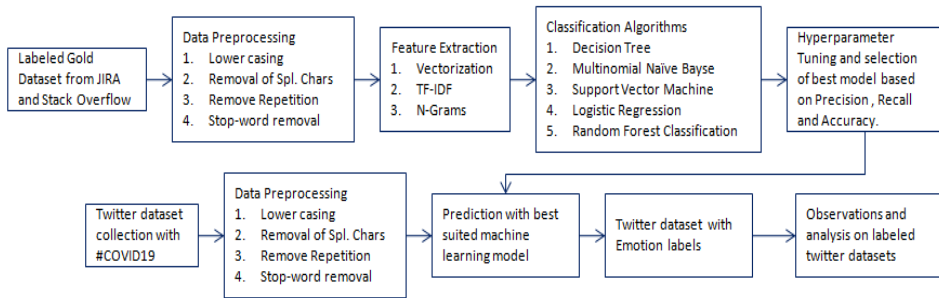 Labeled Gold
Dataset from JIRA
and Stack Overflow
Data Preprocessing
1. Lower casing
2. Removal of Spl. Chars
3. Remove Repetition
4. Stop-word removal
Feature Extraction
1. Vectorization
2. TF-IDF
3. N-Grams
Classification Algorithms
1. Decision Tree
2. Multinomial Naïve Bayse
3. Support Vector Machine
4. Logistic Regression
5. Random Forest Classification
Hyperparameter
Tuning and selection
of best model based
on Precision , Recall
and Accuracy.
Twitter dataset
collection with
#COVID19
Data Preprocessing
1. Lower casing
2. Removal of Spl. Chars
3. Remove Repetition
4. Stop-word removal
Prediction with best
suited machine
learning model
Twitter dataset with
Emotion labels
Observations and
analysis on labeled
twitter datasets